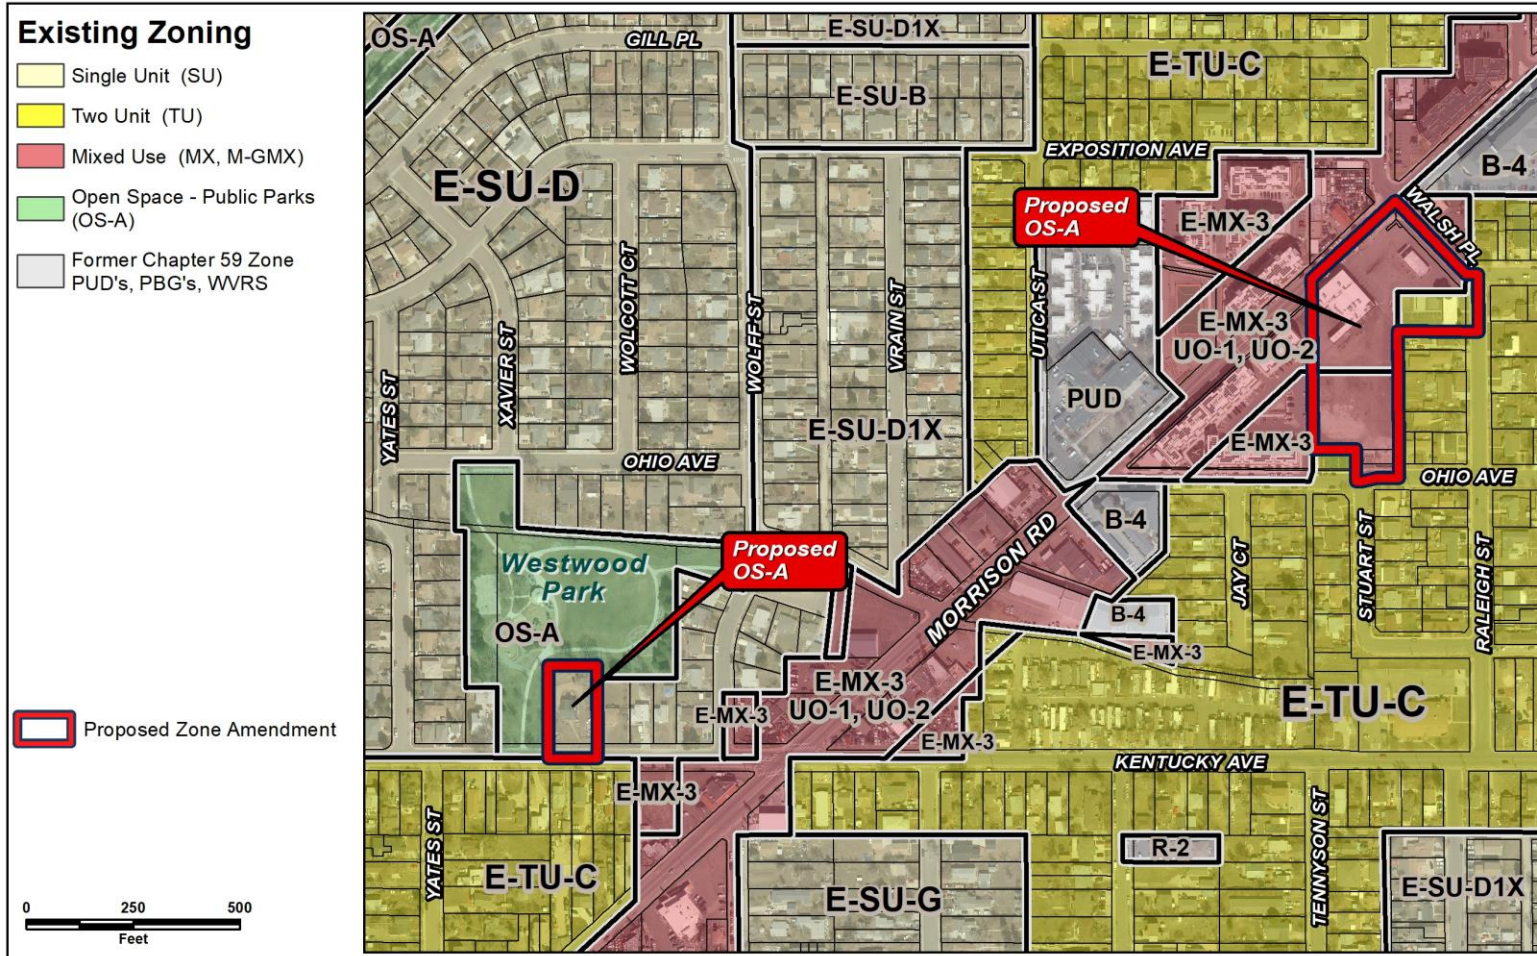 Existing Zoning
Single Unit (SU)
Two Unit (TU)
Mixed Use (MX, M-GMX)
Open Space - Public Parks
(OS-A)
Former Chapter 59 Zone
PUD's, PBG's, WVRS
Proposed Zone Amendment
0 250 500
Feet
OS-A
GILL PL
E-SU-D1X
E-SU-B
E-TU-C
EXPOSITION AVE
B-4
E-SU-D
Proposed
OS-A
E-MX-3
WALSH PL
UTICA ST
WOLCOTT CT
WOLFF ST
VRAIN ST
XAVIER ST
YATES ST
E-MX-3
UO-1, UO-2
PUD
E-SU-D1X
E-MX-3
OHIO AVE
OHIO AVE
B-4
Westwood
Park
OS-A
Proposed
OS-A
MORRISON RD
JAY CT
STUART ST
RALEIGH ST
B-4
E-MX-3
E-MX-3
UO-1, UO-2
E-MX-3
E-MX-3
E-TU-C
KENTUCKY AVE
E-MX-3
YATES ST
E-TU-C
E-SU-G
R-2
TENNYSON ST
E-SU-D1X